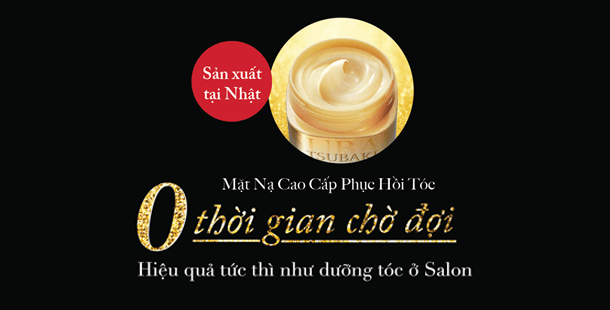 Sản xuất
tại Nhật
TSUBAKI
Mặt Nạ Cao Cấp Phục Hồi Tóc
0 thời gian chờ đợi
Hiệu quả tức thì như dưỡng tóc ở Salon